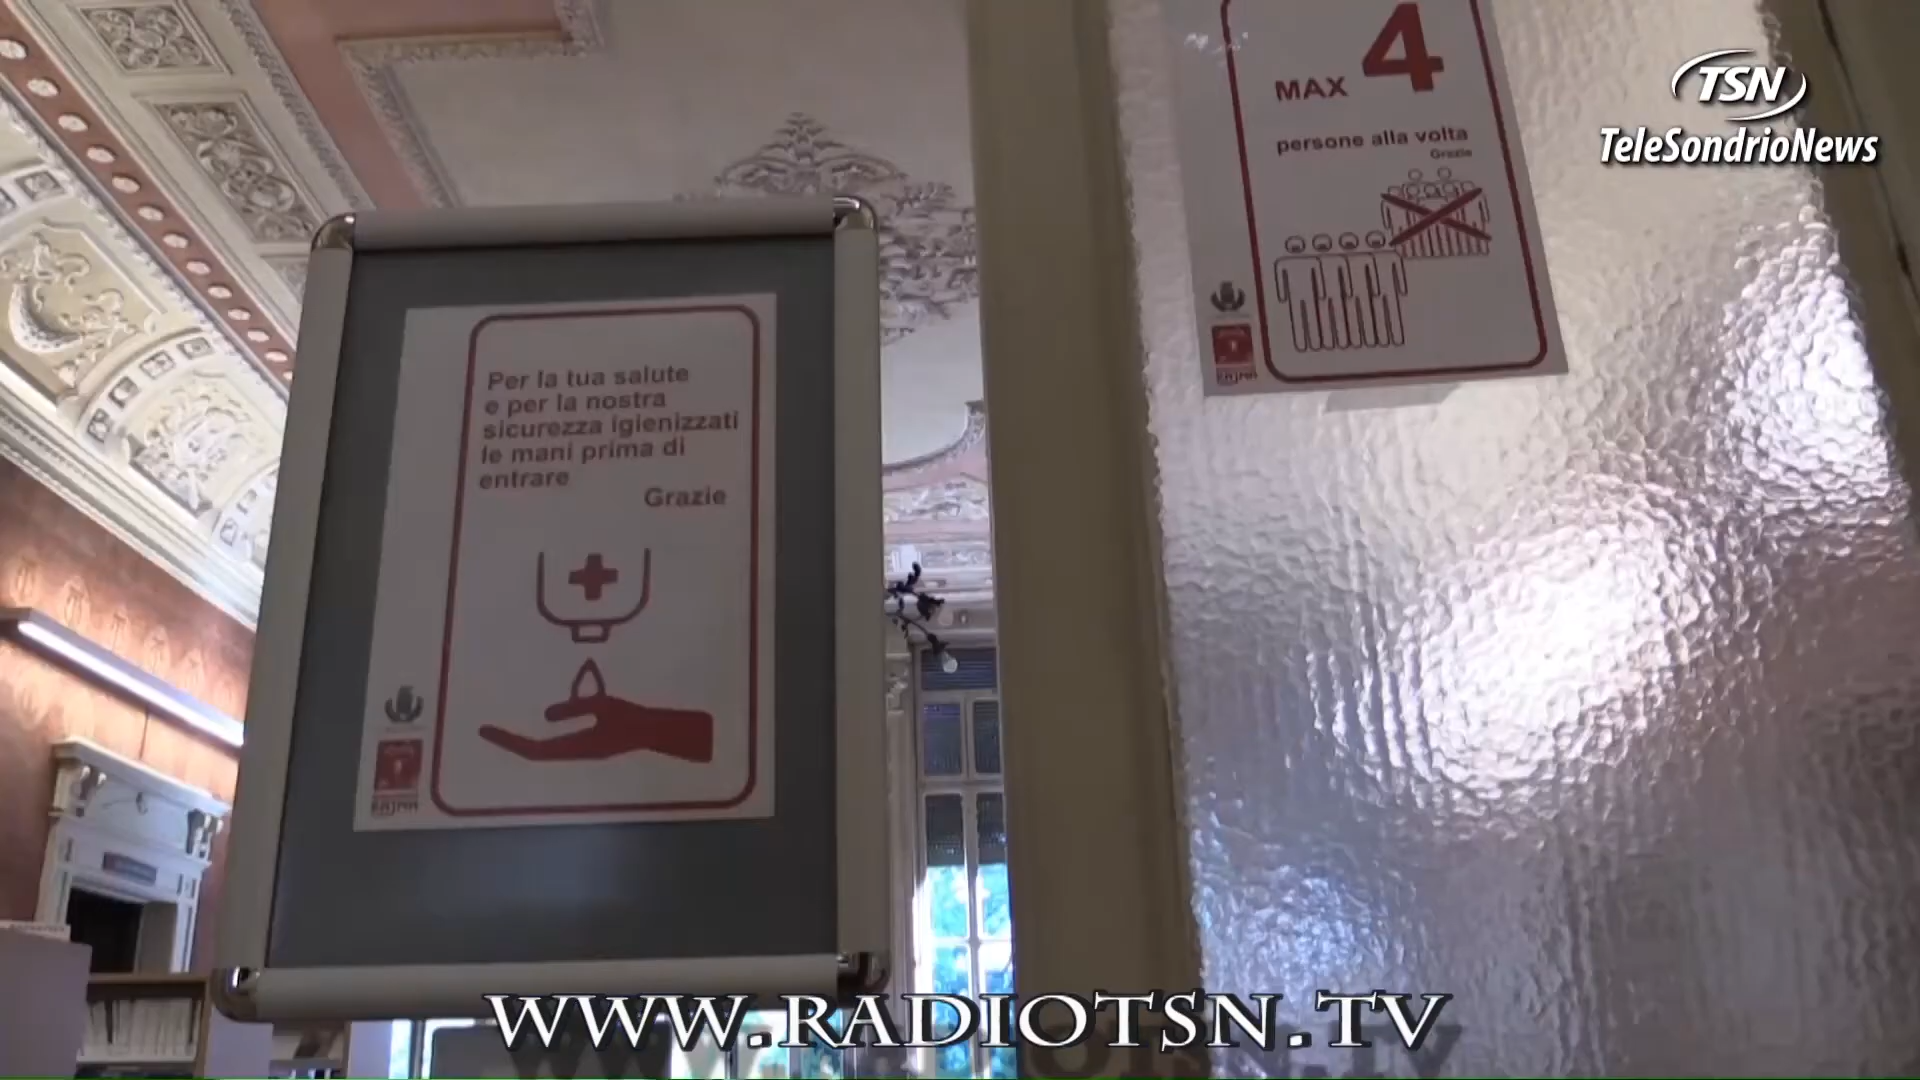 MAX 4
persone alla volta
Grazie
TSN
TeleSondrioNews
Per la tua salute
e per la nostra
sicurezza igienizzati
le mani prima di
entrare
Grazie
WWW.RADIOTSN.TV